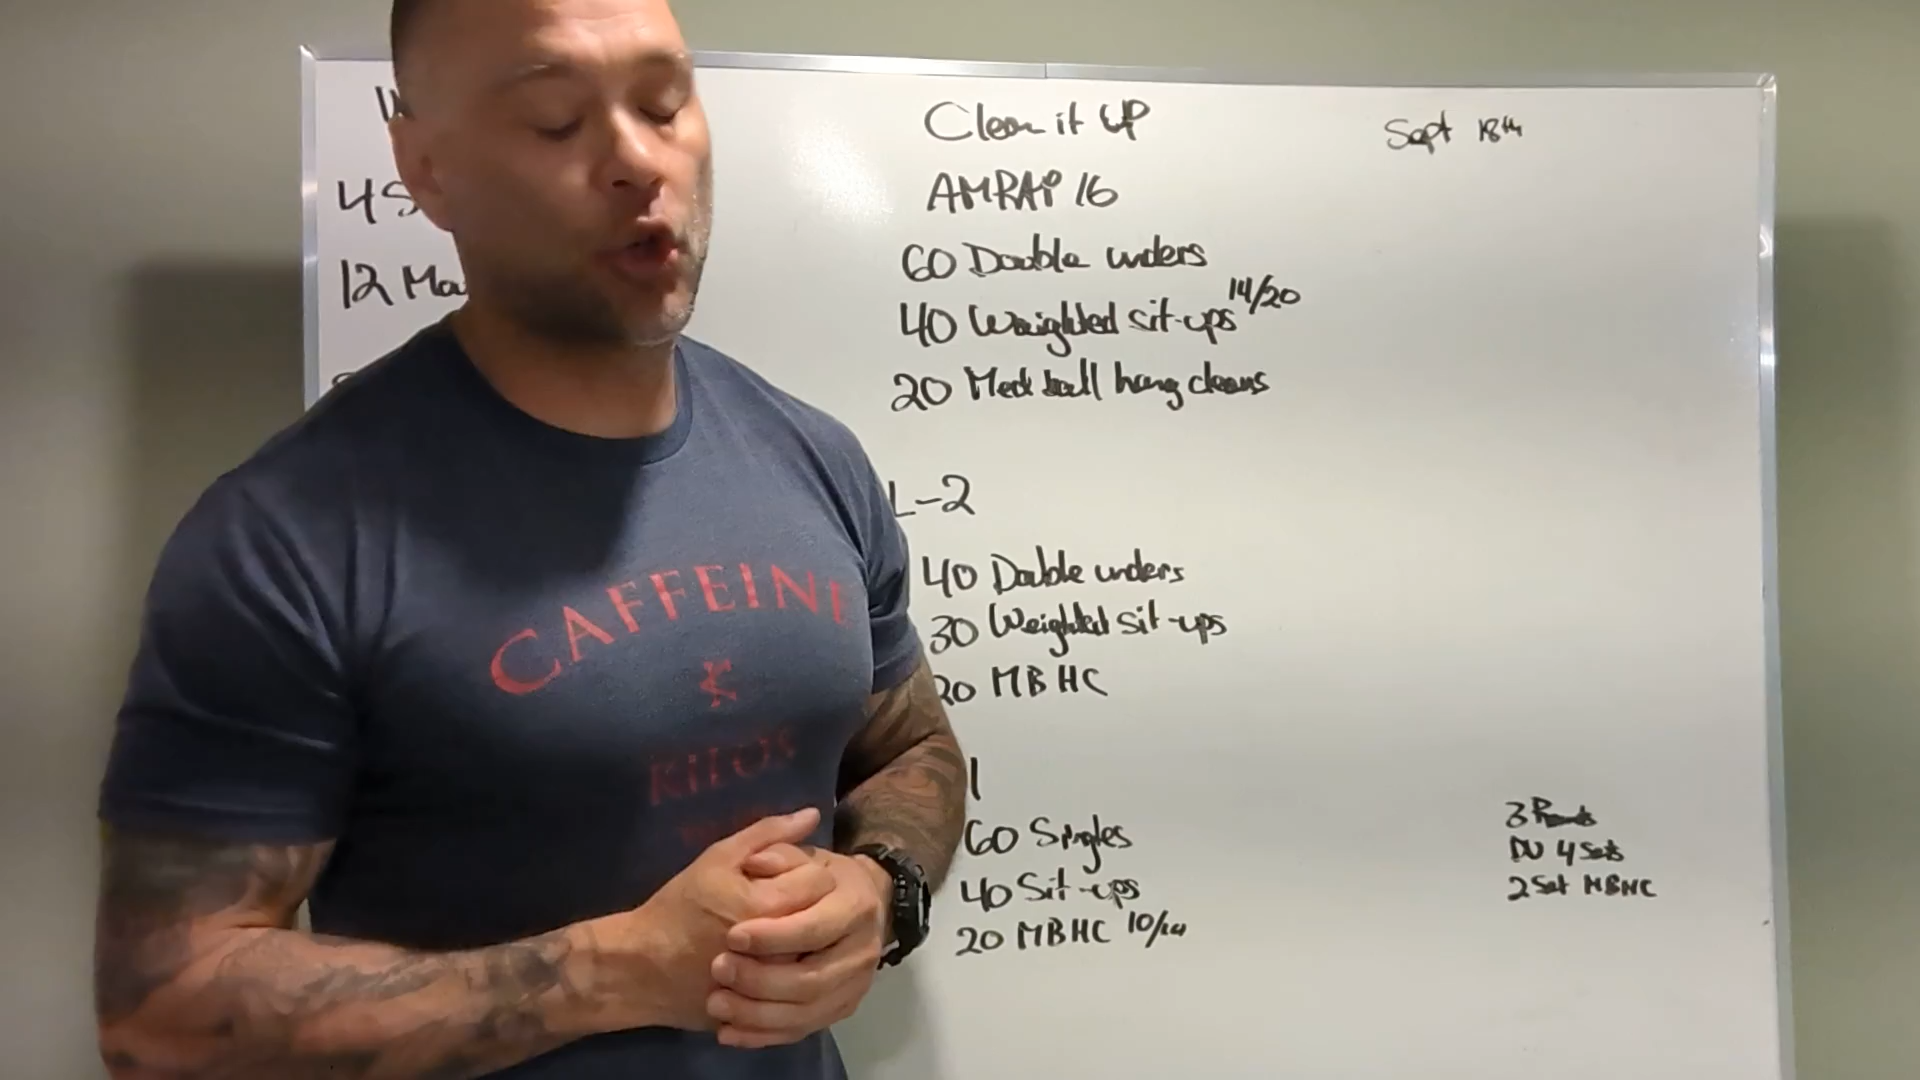 4 S
12 Ma
Clean it UP
Sept 18th
AMRAP 16
60 Double unders
40 Weighted sit-ups 14/20
20 Med ball hang cleans
L-2
40 Double unders
30 Weighted sit-ups
20 MBHC
1
60 Singles
40 Sit-ups
20 MBHC 10/14
3 Rounds
DU 4 Sets
2 Set MBHC
CAFFEINE
&
KILOS